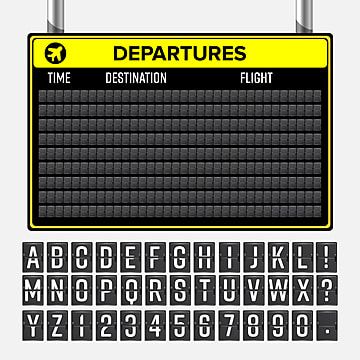 DEPARTURES
TIME DESTINATION FLIGHT
ABCDEFGHIJKL!
MNOPQRSTUVWX?
YZ1234567890.